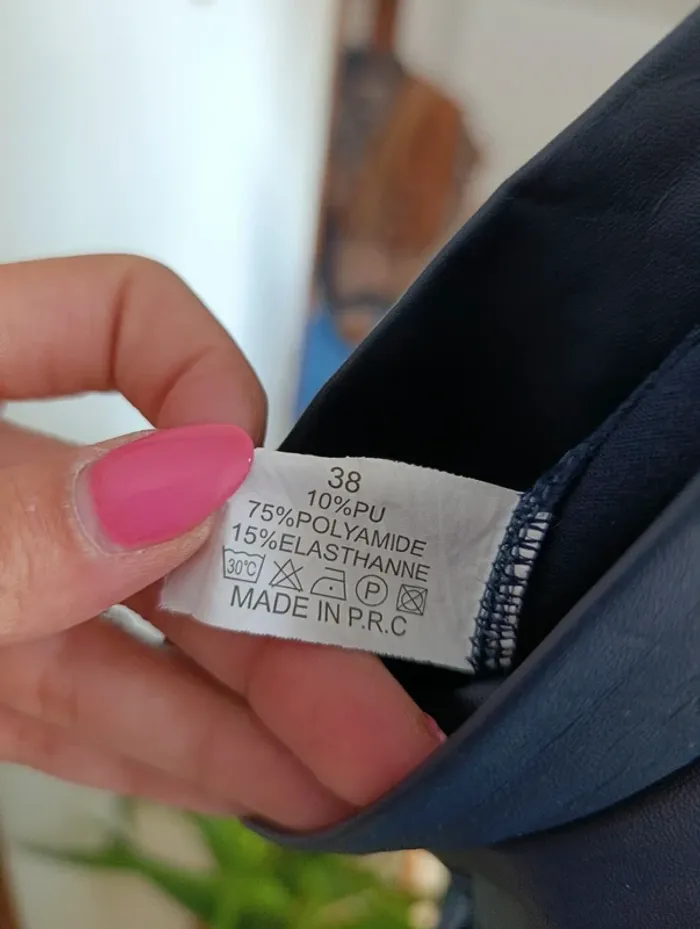 38
10%PU
75%POLYAMIDE
15%ELASTHANNE
30°C P
MADE IN P.R.C